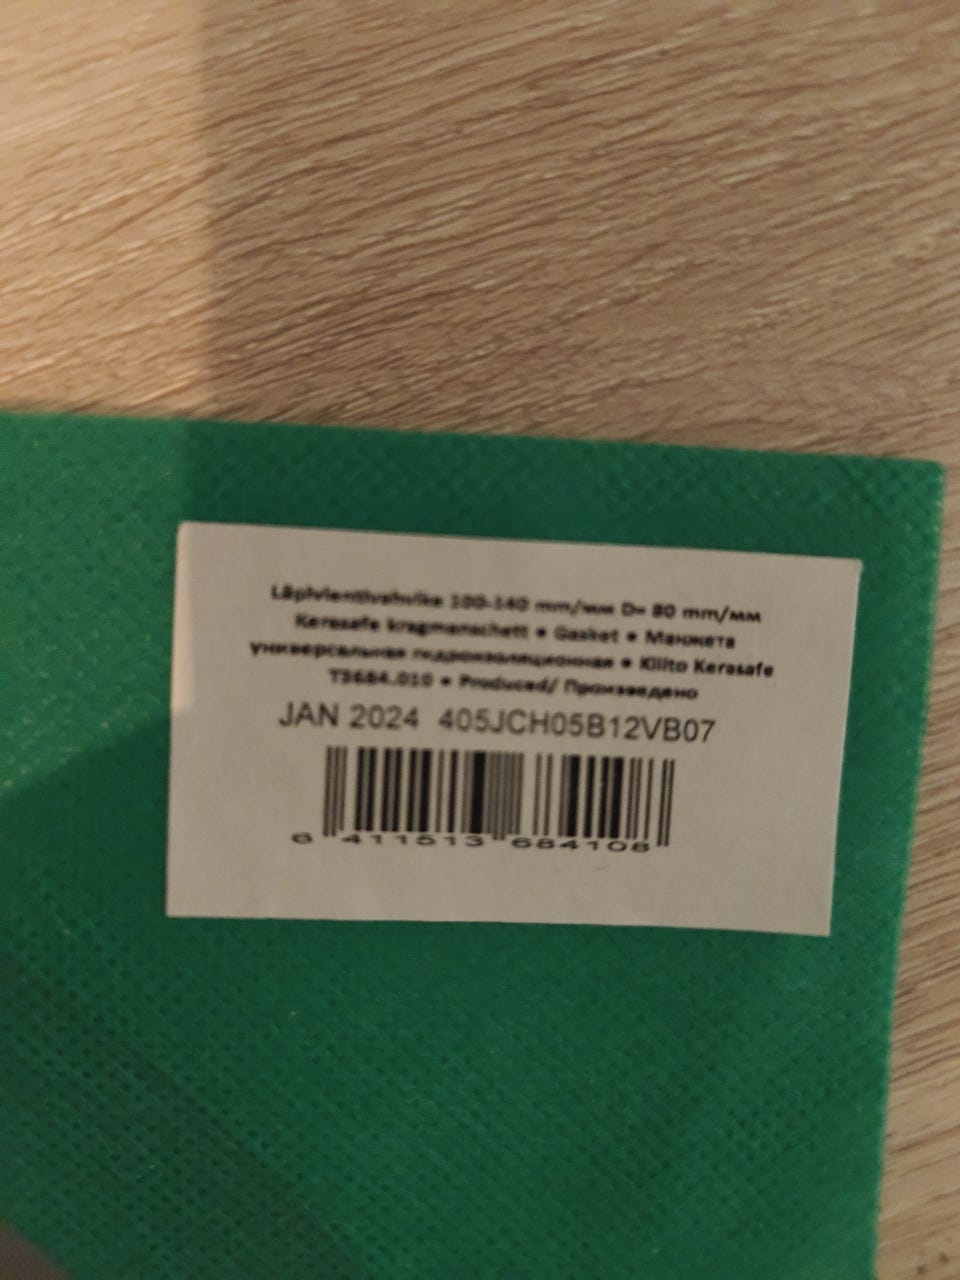 Läpivientivahvike 100-140 mm/мм D= 80 mm/мм
Kerasafe kragmanschett • Gasket • Манжета
универсальная гидроизоляционная • Kiilto Kerasafe
T3684.010 • Produced/ Произведено
JAN 2024 405JCH05B12VB07
6 411513 684108